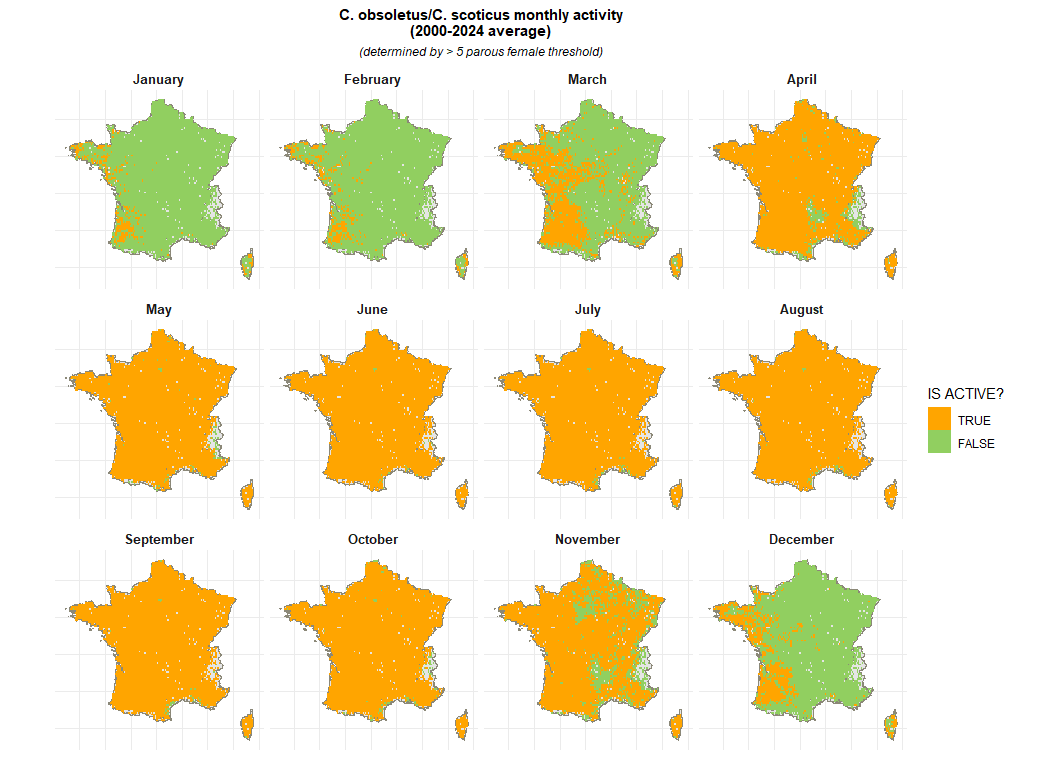 C. obsoletus/C. scoticus monthly activity
(2000-2024 average)
(determined by > 5 parous female threshold)
January
February
March
April
May
June
July
August
IS ACTIVE?
TRUE
FALSE
September
October
November
December